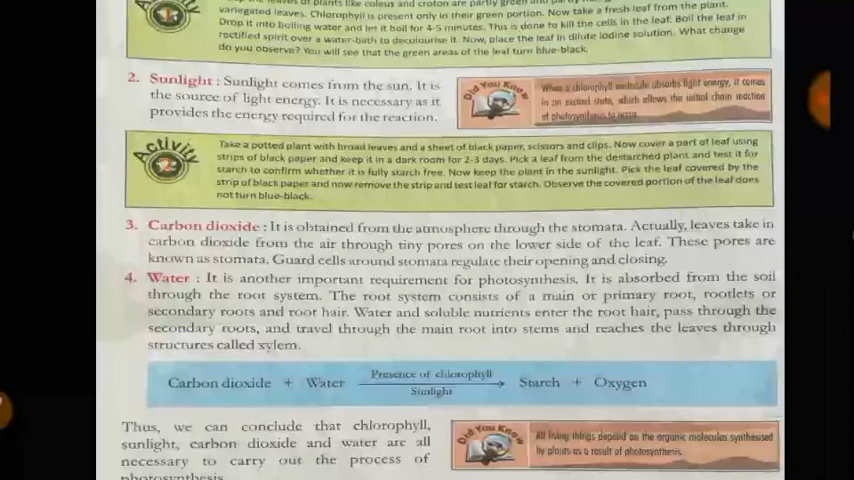 the leaves of plants like coleus and croton are partly green and partly
variegated leaves. Chlorophyll is present only in their green portion. Now take a fresh leaf from the plant.
Drop it into boiling water and let it boil for 4-5 minutes. This is done to kill the cells in the leaf. Boil the leaf in
rectified spirit over a water-bath to decolourise it. Now, place the leaf in dilute iodine solution. What change
do you observe? You will see that the green areas of the leaf turn blue-black.
2. Sunlight : Sunlight comes from the sun. It is
the source of light energy. It is necessary as it
provides the energy required for the reaction.
Did You Know
When a chlorophyll molecule absorbs light energy, it comes
in an excited state, which allows the initial chain reaction
of photosynthesis to occur.
Activity
2
Take a potted plant with broad leaves and a sheet of black paper, scissors and clips. Now cover a part of leaf using
strips of black paper and keep it in a dark room for 2-3 days. Pick a leaf from the destarched plant and test it for
starch to confirm whether it is fully starch free. Now keep the plant in the sunlight. Pick the leaf covered by the
strip of black paper and now remove the strip and test leaf for starch. Observe the covered portion of the leaf does
not turn blue-black.
3. Carbon dioxide : It is obtained from the atmosphere through the stomata. Actually, leaves take in
carbon dioxide from the air through tiny pores on the lower side of the leaf. These pores are
known as stomata. Guard cells around stomata regulate their opening and closing.
4. Water : It is another important requirement for photosynthesis. It is absorbed from the soil
through the root system. The root system consists of a main or primary root, rootlets or
secondary roots and root hair. Water and soluble nutrients enter the root hair, pass through the
secondary roots, and travel through the main root into stems and reaches the leaves through
structures called xylem.
Carbon dioxide + Water Presence of chlorophyll Sunlight → Starch + Oxygen
Thus, we can conclude that chlorophyll,
sunlight, carbon dioxide and water are all
necessary to carry out the process of
photosynthesis.
Did You Know
All living things depend on the organic molecules synthesised
by plants as a result of photosynthesis.